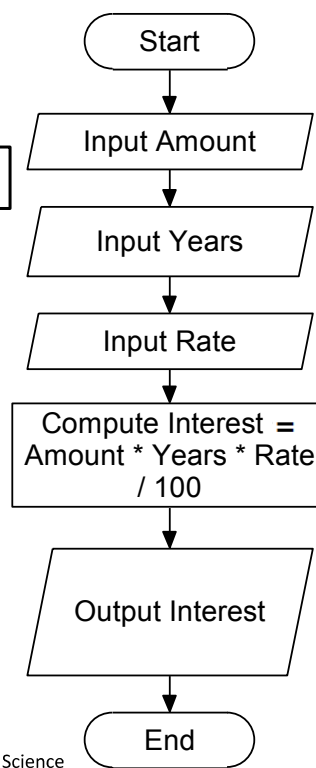 Start
Input Amount
Input Years
Input Rate
Compute Interest =
Amount * Years * Rate
/ 100
Output Interest
End
Science